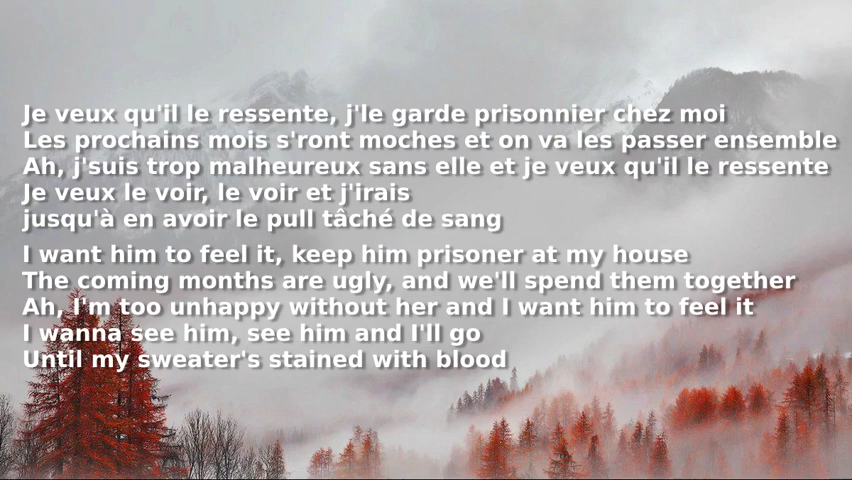 Je veux qu'il le ressente, j'le garde prisonnier chez moi
Les prochains mois s'ront moches et on va les passer ensemble
Ah, j'suis trop malheureux sans elle et je veux qu'il le ressente
Je veux le voir, le voir et j'irais
jusqu'à en avoir le pull tâché de sang
I want him to feel it, keep him prisoner at my house
The coming months are ugly, and we'll spend them together
Ah, I'm too unhappy without her and I want him to feel it
I wanna see him, see him and I'll go
Until my sweater's stained with blood